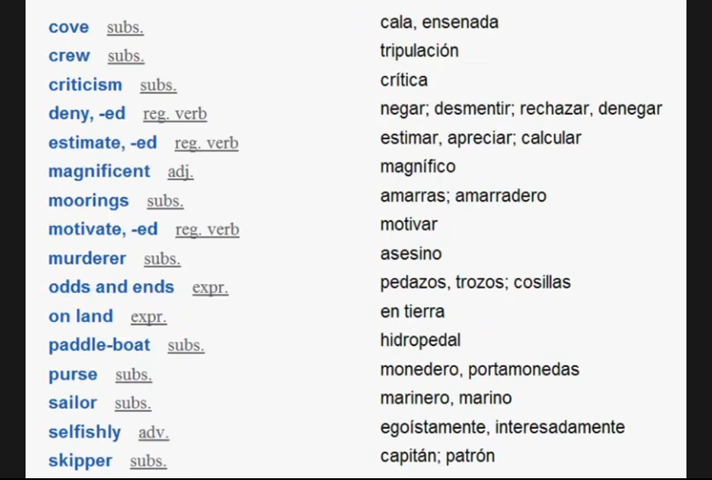 cove subs. cala, ensenada
crew subs. tripulación
criticism subs. crítica
deny, -ed reg. verb negar; desmentir; rechazar, denegar
estimate, -ed reg. verb estimar, apreciar; calcular
magnificent adj. magnífico
moorings subs. amarras; amarradero
motivate, -ed reg. verb motivar
murderer subs. asesino
odds and ends expr. pedazos, trozos; cosillas
on land expr. en tierra
paddle-boat subs. hidropedal
purse subs. monedero, portamonedas
sailor subs. marinero, marino
selfishly adv. egoístamente, interesadamente
skipper subs. capitán; patrón